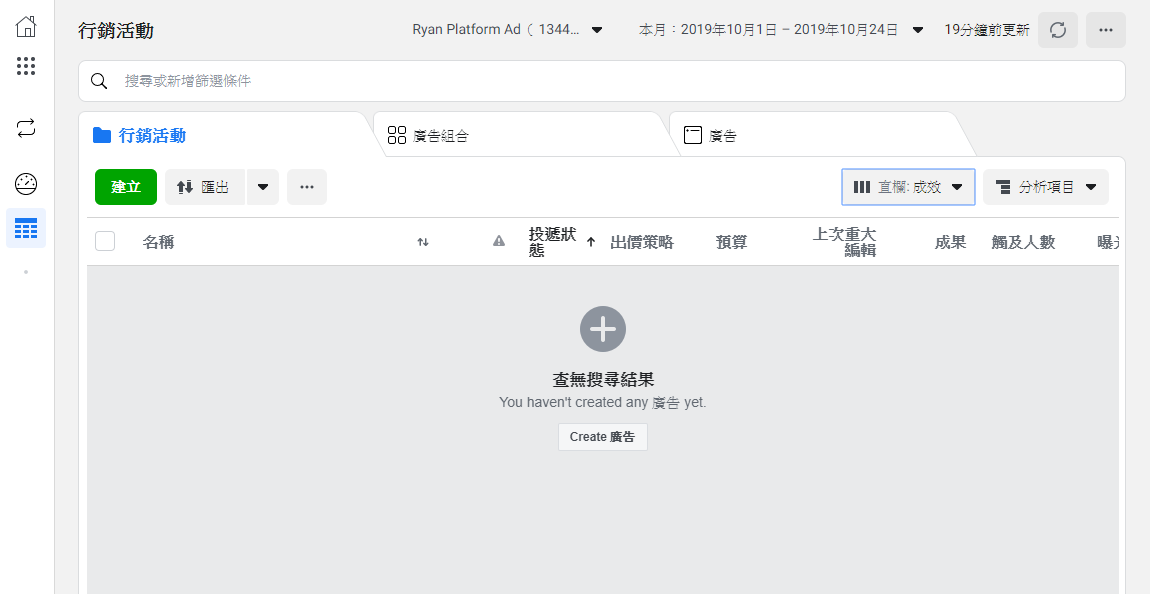 行銷活動
Ryan Platform Ad（1344...
本月：2019年10月1日 – 2019年10月24日
19分鐘前更新
搜尋或新增篩選條件
行銷活動
廣告組合
廣告
建立
匯出
直欄: 成效
分析項目
名稱
投遞狀
態
出價策略
預算
上次重大
編輯
成果
觸及人數
曝
查無搜尋結果
You haven't created any 廣告 yet.
Create 廣告